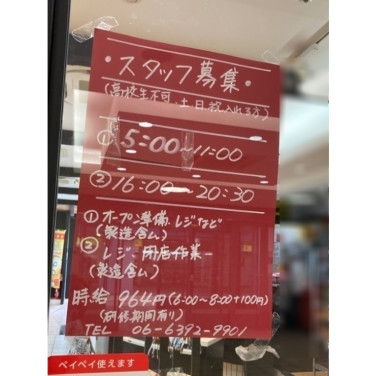 ・スタッフ募集・
(高校生不可、土、日、祝入れる方)
① 5:00~11:00
② 16:00~20:30
① オープン準備、レジなど
(製造含ム)
② レジ、閉店作業
(製造含ム)
時給 964円(6:00~8:00+100円)
(研修期間有り)
TEL 06-6392-9901
ペイペイ使えます